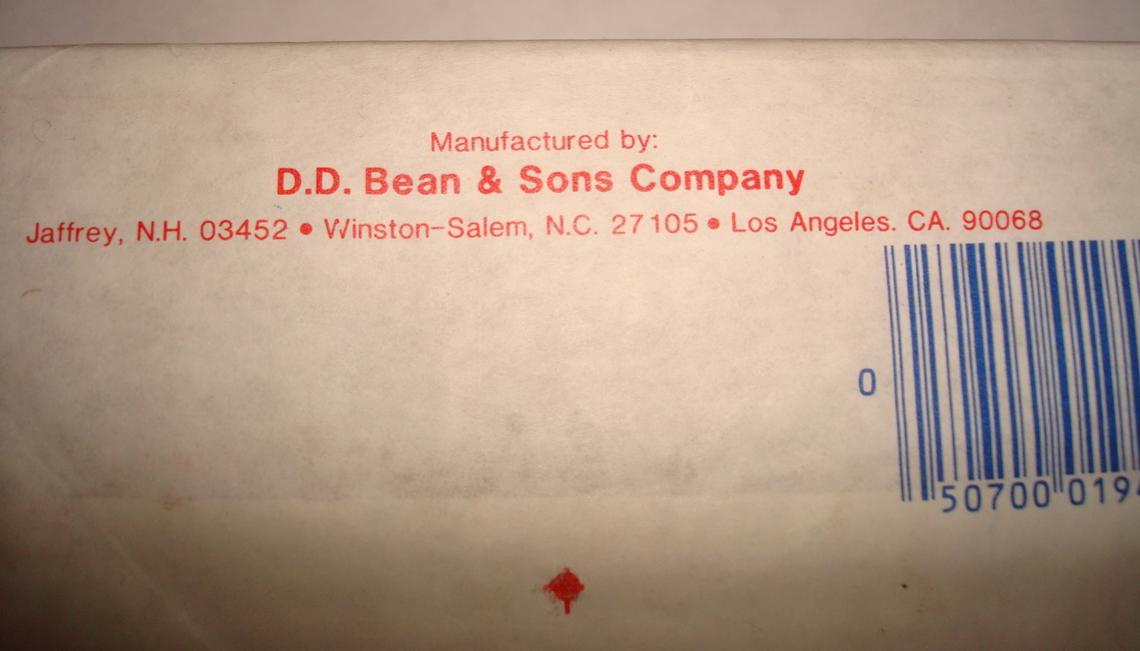 Manufactured by:
D.D. Bean & Sons Company
Jaffrey, N.H. 03452 • Winston-Salem, N.C. 27105 • Los Angeles. CA. 90068
0
50700 019